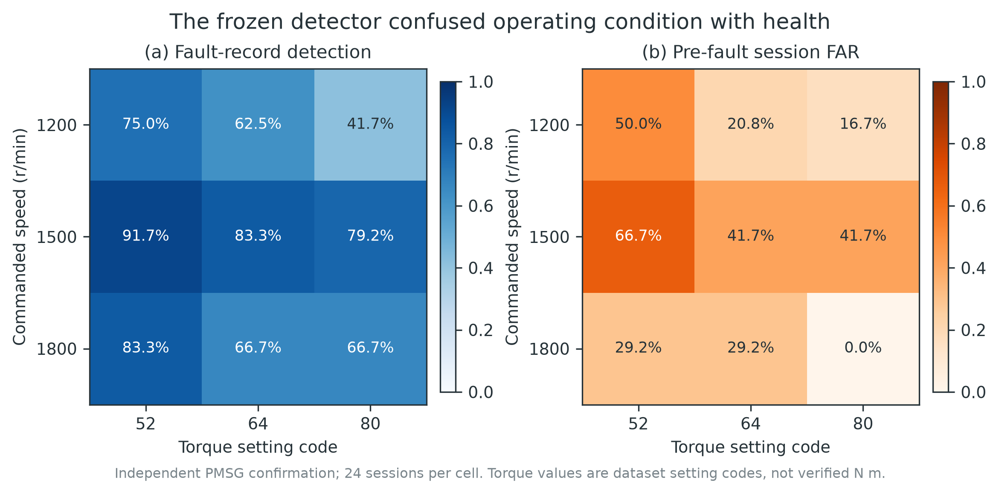 The frozen detector confused operating condition with health
(a) Fault-record detection
Commanded speed (r/min)
1200
1500
1800
75.0% 62.5% 41.7%
91.7% 83.3% 79.2%
83.3% 66.7% 66.7%
52 64 80
Torque setting code
1.0
0.8
0.6
0.4
0.2
0.0
(b) Pre-fault session FAR
Commanded speed (r/min)
1200
1500
1800
50.0% 20.8% 16.7%
66.7% 41.7% 41.7%
29.2% 29.2% 0.0%
52 64 80
Torque setting code
1.0
0.8
0.6
0.4
0.2
0.0
Independent PMSG confirmation; 24 sessions per cell. Torque values are dataset setting codes, not verified N m.